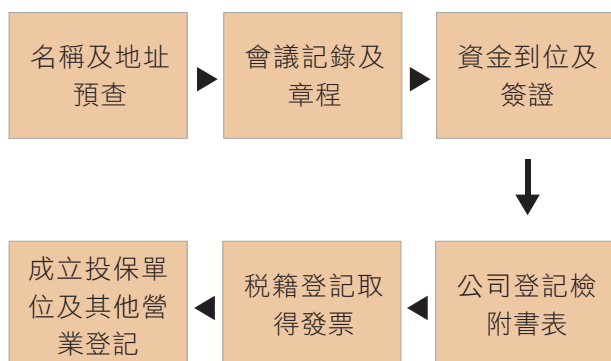 名稱及地址
預查
會議記錄及
章程
資金到位及
簽證
公司登記檢
附書表
税籍登記取
得發票
成立投保單
位及其他營
業登記